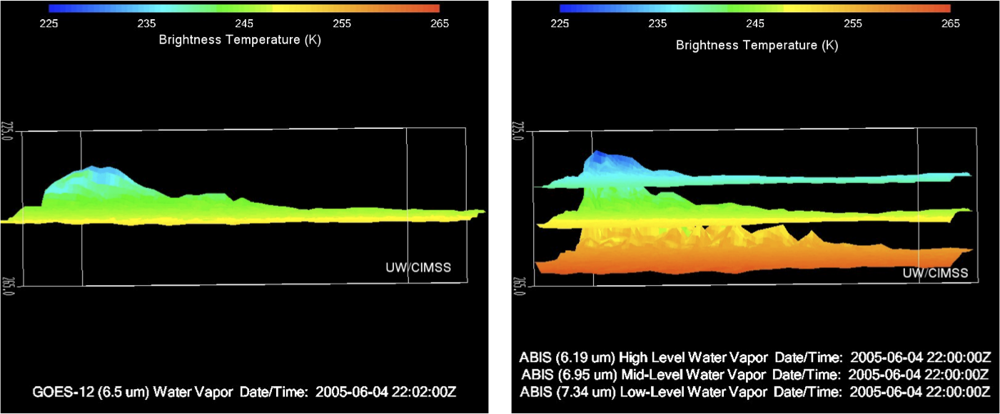 225 235 245 255 265
Brightness Temperature (K)
225.0
265.0
UW/CIMSS
GOES-12 (6.5 um) Water Vapor Date/Time: 2005-06-04 22:02:00Z
225 235 245 255 265
Brightness Temperature (K)
225.0
265.0
UW/CIMSS
ABIS (6.19 um) High Level Water Vapor Date/Time: 2005-06-04 22:00:00Z
ABIS (6.95 um) Mid-Level Water Vapor Date/Time: 2005-06-04 22:00:00Z
ABIS (7.34 um) Low-Level Water Vapor Date/Time: 2005-06-04 22:00:00Z